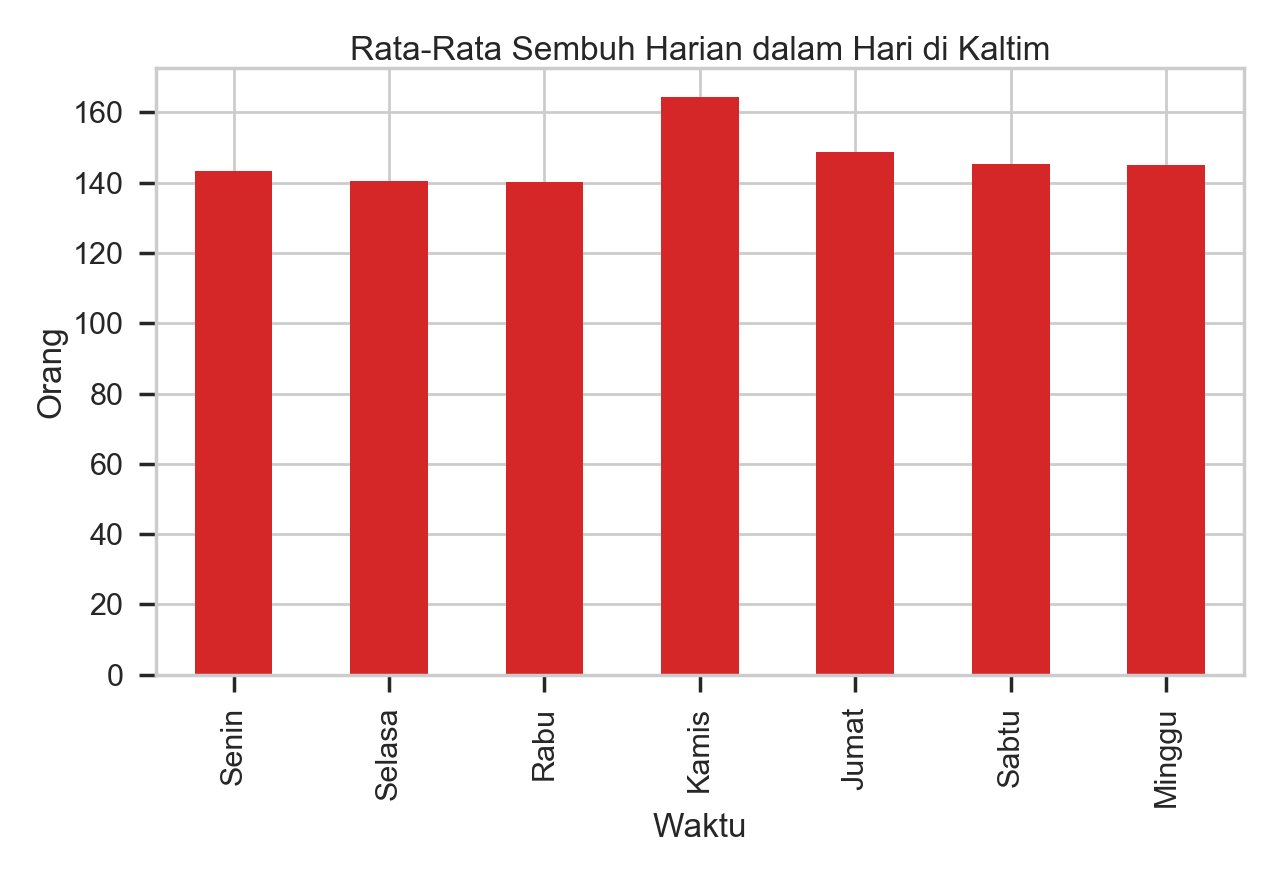 Rata-Rata Sembuh Harian dalam Hari di Kaltim
Orang
160
140
120
100
80
60
40
20
0
Senin
Selasa
Rabu
Kamis
Jumat
Sabtu
Minggu
Waktu